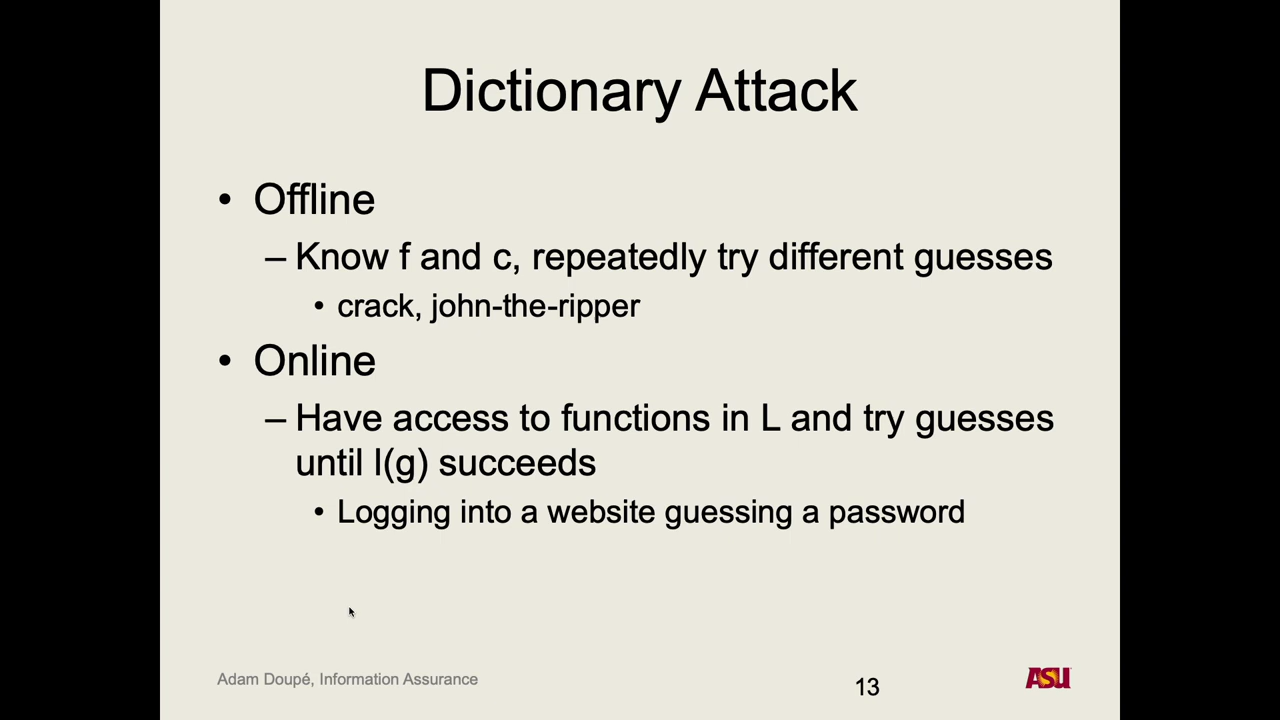 Dictionary Attack
• Offline
– Know f and c, repeatedly try different guesses
• crack, john-the-ripper
• Online
– Have access to functions in L and try guesses
until l(g) succeeds
• Logging into a website guessing a password
Adam Doupé, Information Assurance
13
ASU